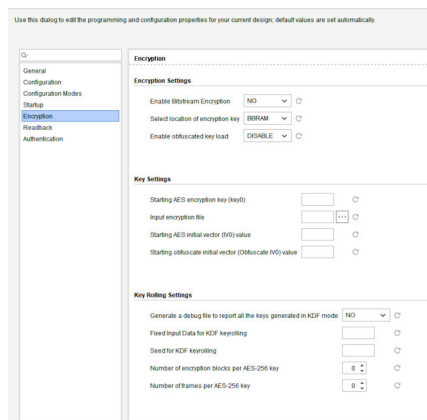 Use this dialog to edit the programming and configuration properties for your current design; default values are set automatically.
General
Configuration
Configuration Modes
Startup
Encryption
Readback
Authentication
Encryption
Encryption Settings
Enable Bitstream Encryption NO
Select location of encryption key BBRAM
Enable obfuscated key load DISABLE
Key Settings
Starting AES encryption key (key0)
Input encryption file ...
Starting AES initial vector (IV0) value
Starting obfuscate initial vector (Obfuscate IV0) value
Key Rolling Settings
Generate a debug file to report all the keys generated in KDF mode NO
Fixed Input Data for KDF keyrolling
Seed for KDF keyrolling
Number of encryption blocks per AES-256 key 0
Number of frames per AES-256 key 0